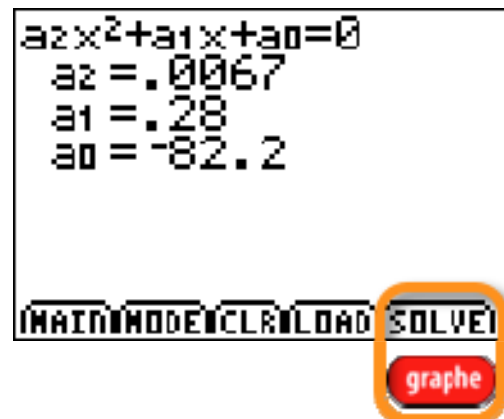 a2x²+a1x+a0=0
a2=.0067
a1=.28
a0=⁻82.2
MAIN MODE CLR LOAD SOLVE
graphe